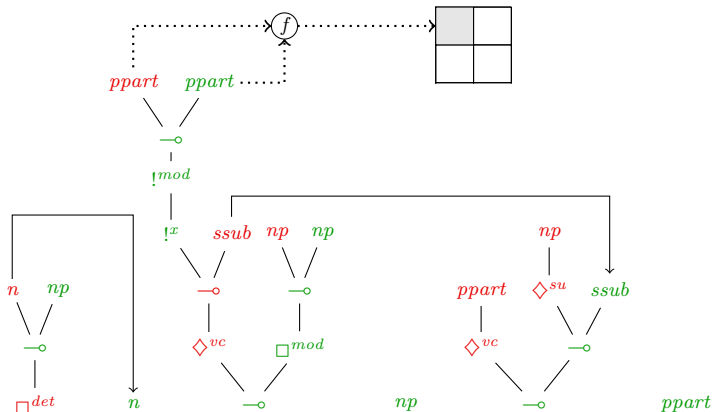 f
ppart ppart
⊸
!mod
!x ssub np np np
n np ⊸ ⊸ ppart ◇su ssub
⊸ ◇vc □mod ◇vc ⊸
□det n ⊸ np ⊸ ppart